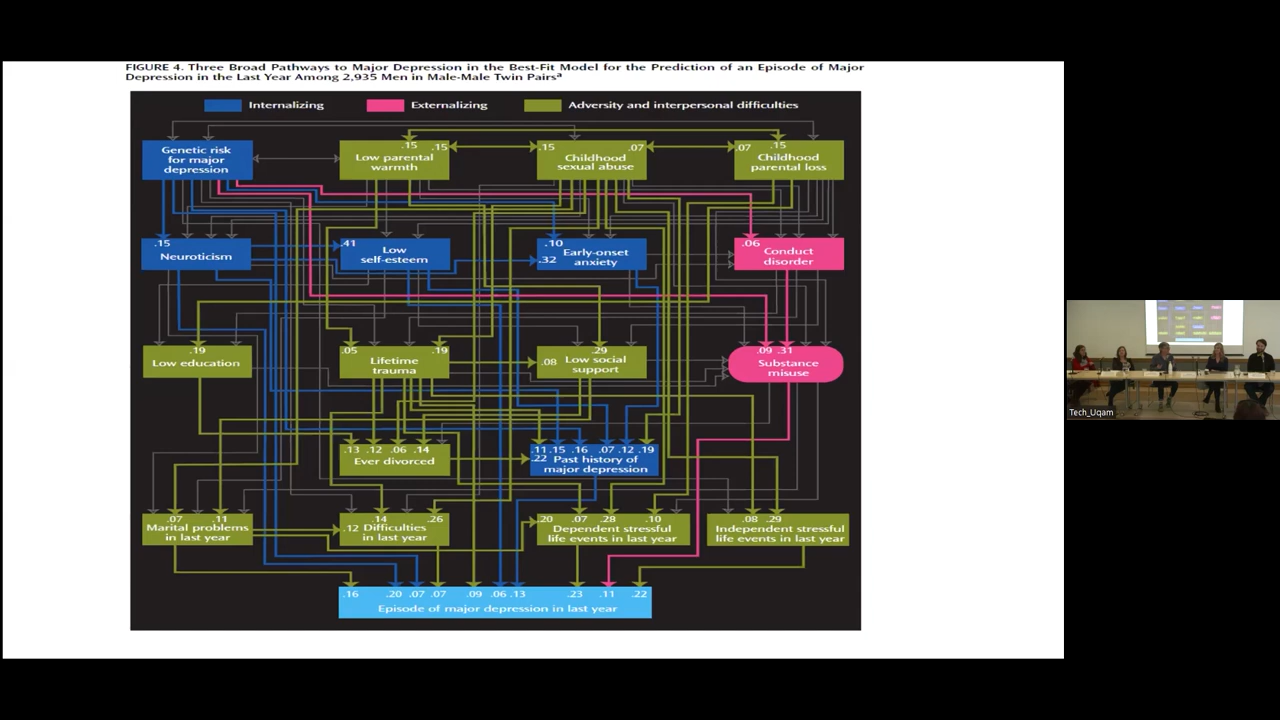 FIGURE 4. Three Broad Pathways to Major Depression in the Best-Fit Model for the Prediction of an Episode of Major
Depression in the Last Year Among 2,935 Men in Male-Male Twin Pairsª
Internalizing
Externalizing
Adversity and interpersonal difficulties
Genetic risk
for major
depression
.15 .15
Low parental
warmth
.15 .07
Childhood
sexual abuse
.07 .15
Childhood
parental loss
.15
Neuroticism
.41
Low
self-esteem
.10
.32
Early-onset
anxiety
.06
Conduct
disorder
.19
Low education
.05 .19
Lifetime
trauma
.29
.08
Low social
support
.09 .31
Substance
misuse
.13 .12 .06 .14
Ever divorced
.11 .15 .16 .07 .12 .19
.22
Past history of
major depression
.07 .11
Marital problems
in last year
.14 .26
.12
Difficulties
in last year
.20 .07 .28 .10
Dependent stressful
life events in last year
.08 .29
Independent stressful
life events in last year
.16 .20 .07 .07 .09 .06 .13 .23 .11 .22
Episode of major depression in last year
Tech_Uqam